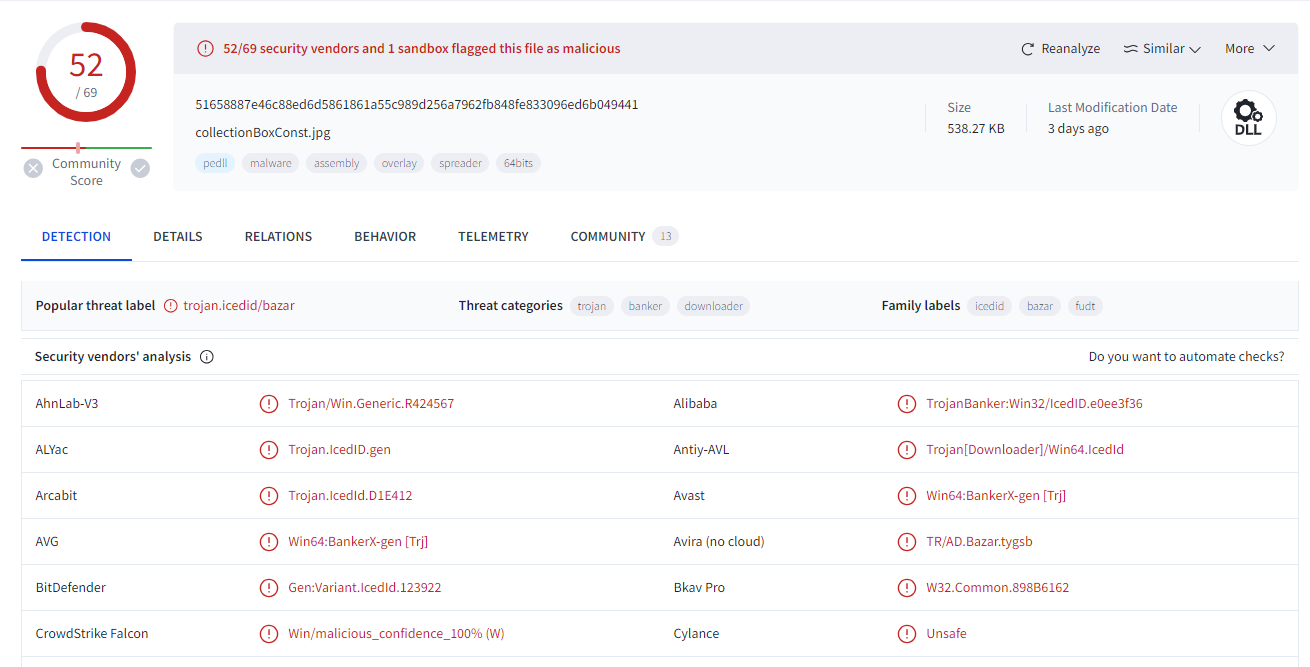 52
/ 69
Community
Score
52/69 security vendors and 1 sandbox flagged this file as malicious
Reanalyze
Similar
More
51658887e46c88ed6d5861861a55c989d256a7962fb848fe833096ed6b049441
collectionBoxConst.jpg
pedll
malware
assembly
overlay
spreader
64bits
Size
538.27 KB
Last Modification Date
3 days ago
DLL
DETECTION
DETAILS
RELATIONS
BEHAVIOR
TELEMETRY
COMMUNITY
13
Popular threat label
trojan.icedid/bazar
Threat categories
trojan
banker
downloader
Family labels
icedid
bazar
fudt
Security vendors' analysis
Do you want to automate checks?
AhnLab-V3
Trojan/Win.Generic.R424567
Alibaba
TrojanBanker:Win32/IcedID.e0ee3f36
ALYac
Trojan.IcedID.gen
Antiy-AVL
Trojan[Downloader]/Win64.IcedId
Arcabit
Trojan.IcedId.D1E412
Avast
Win64:BankerX-gen [Trj]
AVG
Win64:BankerX-gen [Trj]
Avira (no cloud)
TR/AD.Bazar.tygsb
BitDefender
Gen:Variant.IcedId.123922
Bkav Pro
W32.Common.898B6162
CrowdStrike Falcon
Win/malicious_confidence_100% (W)
Cylance
Unsafe